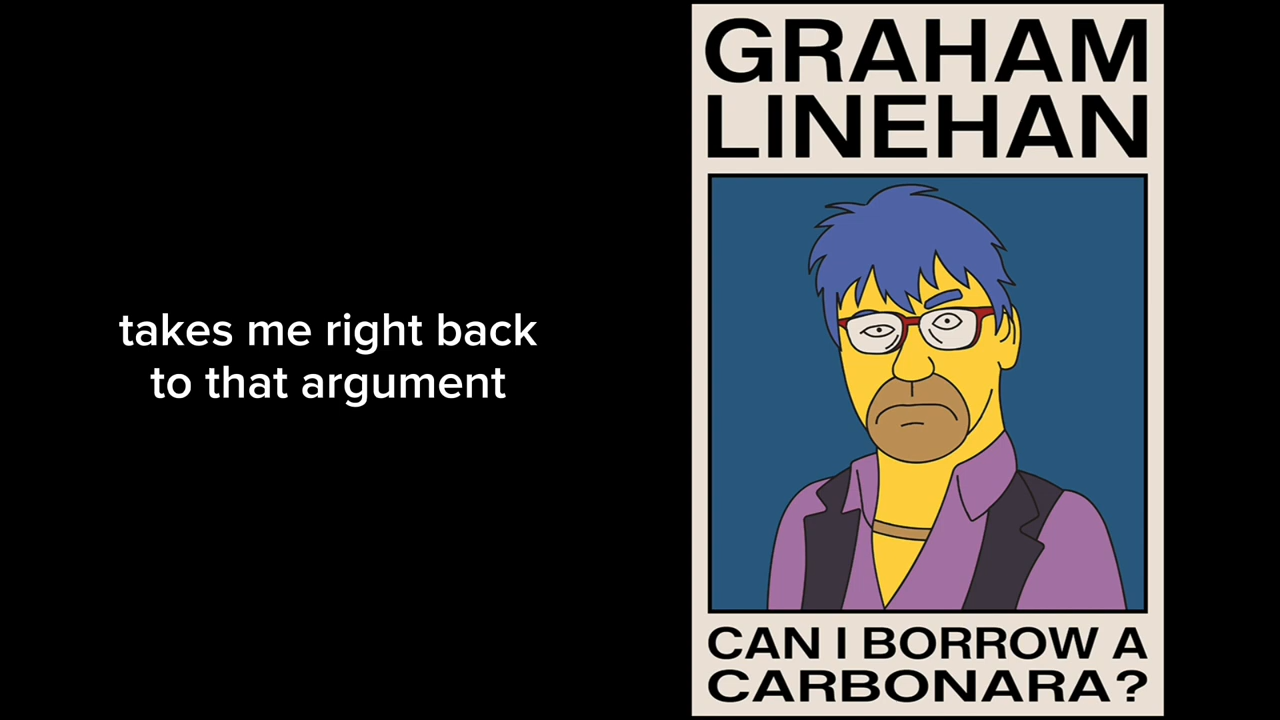 takes me right back
to that argument
GRAHAM
LINEHAN
CAN I BORROW A
CARBONARA?